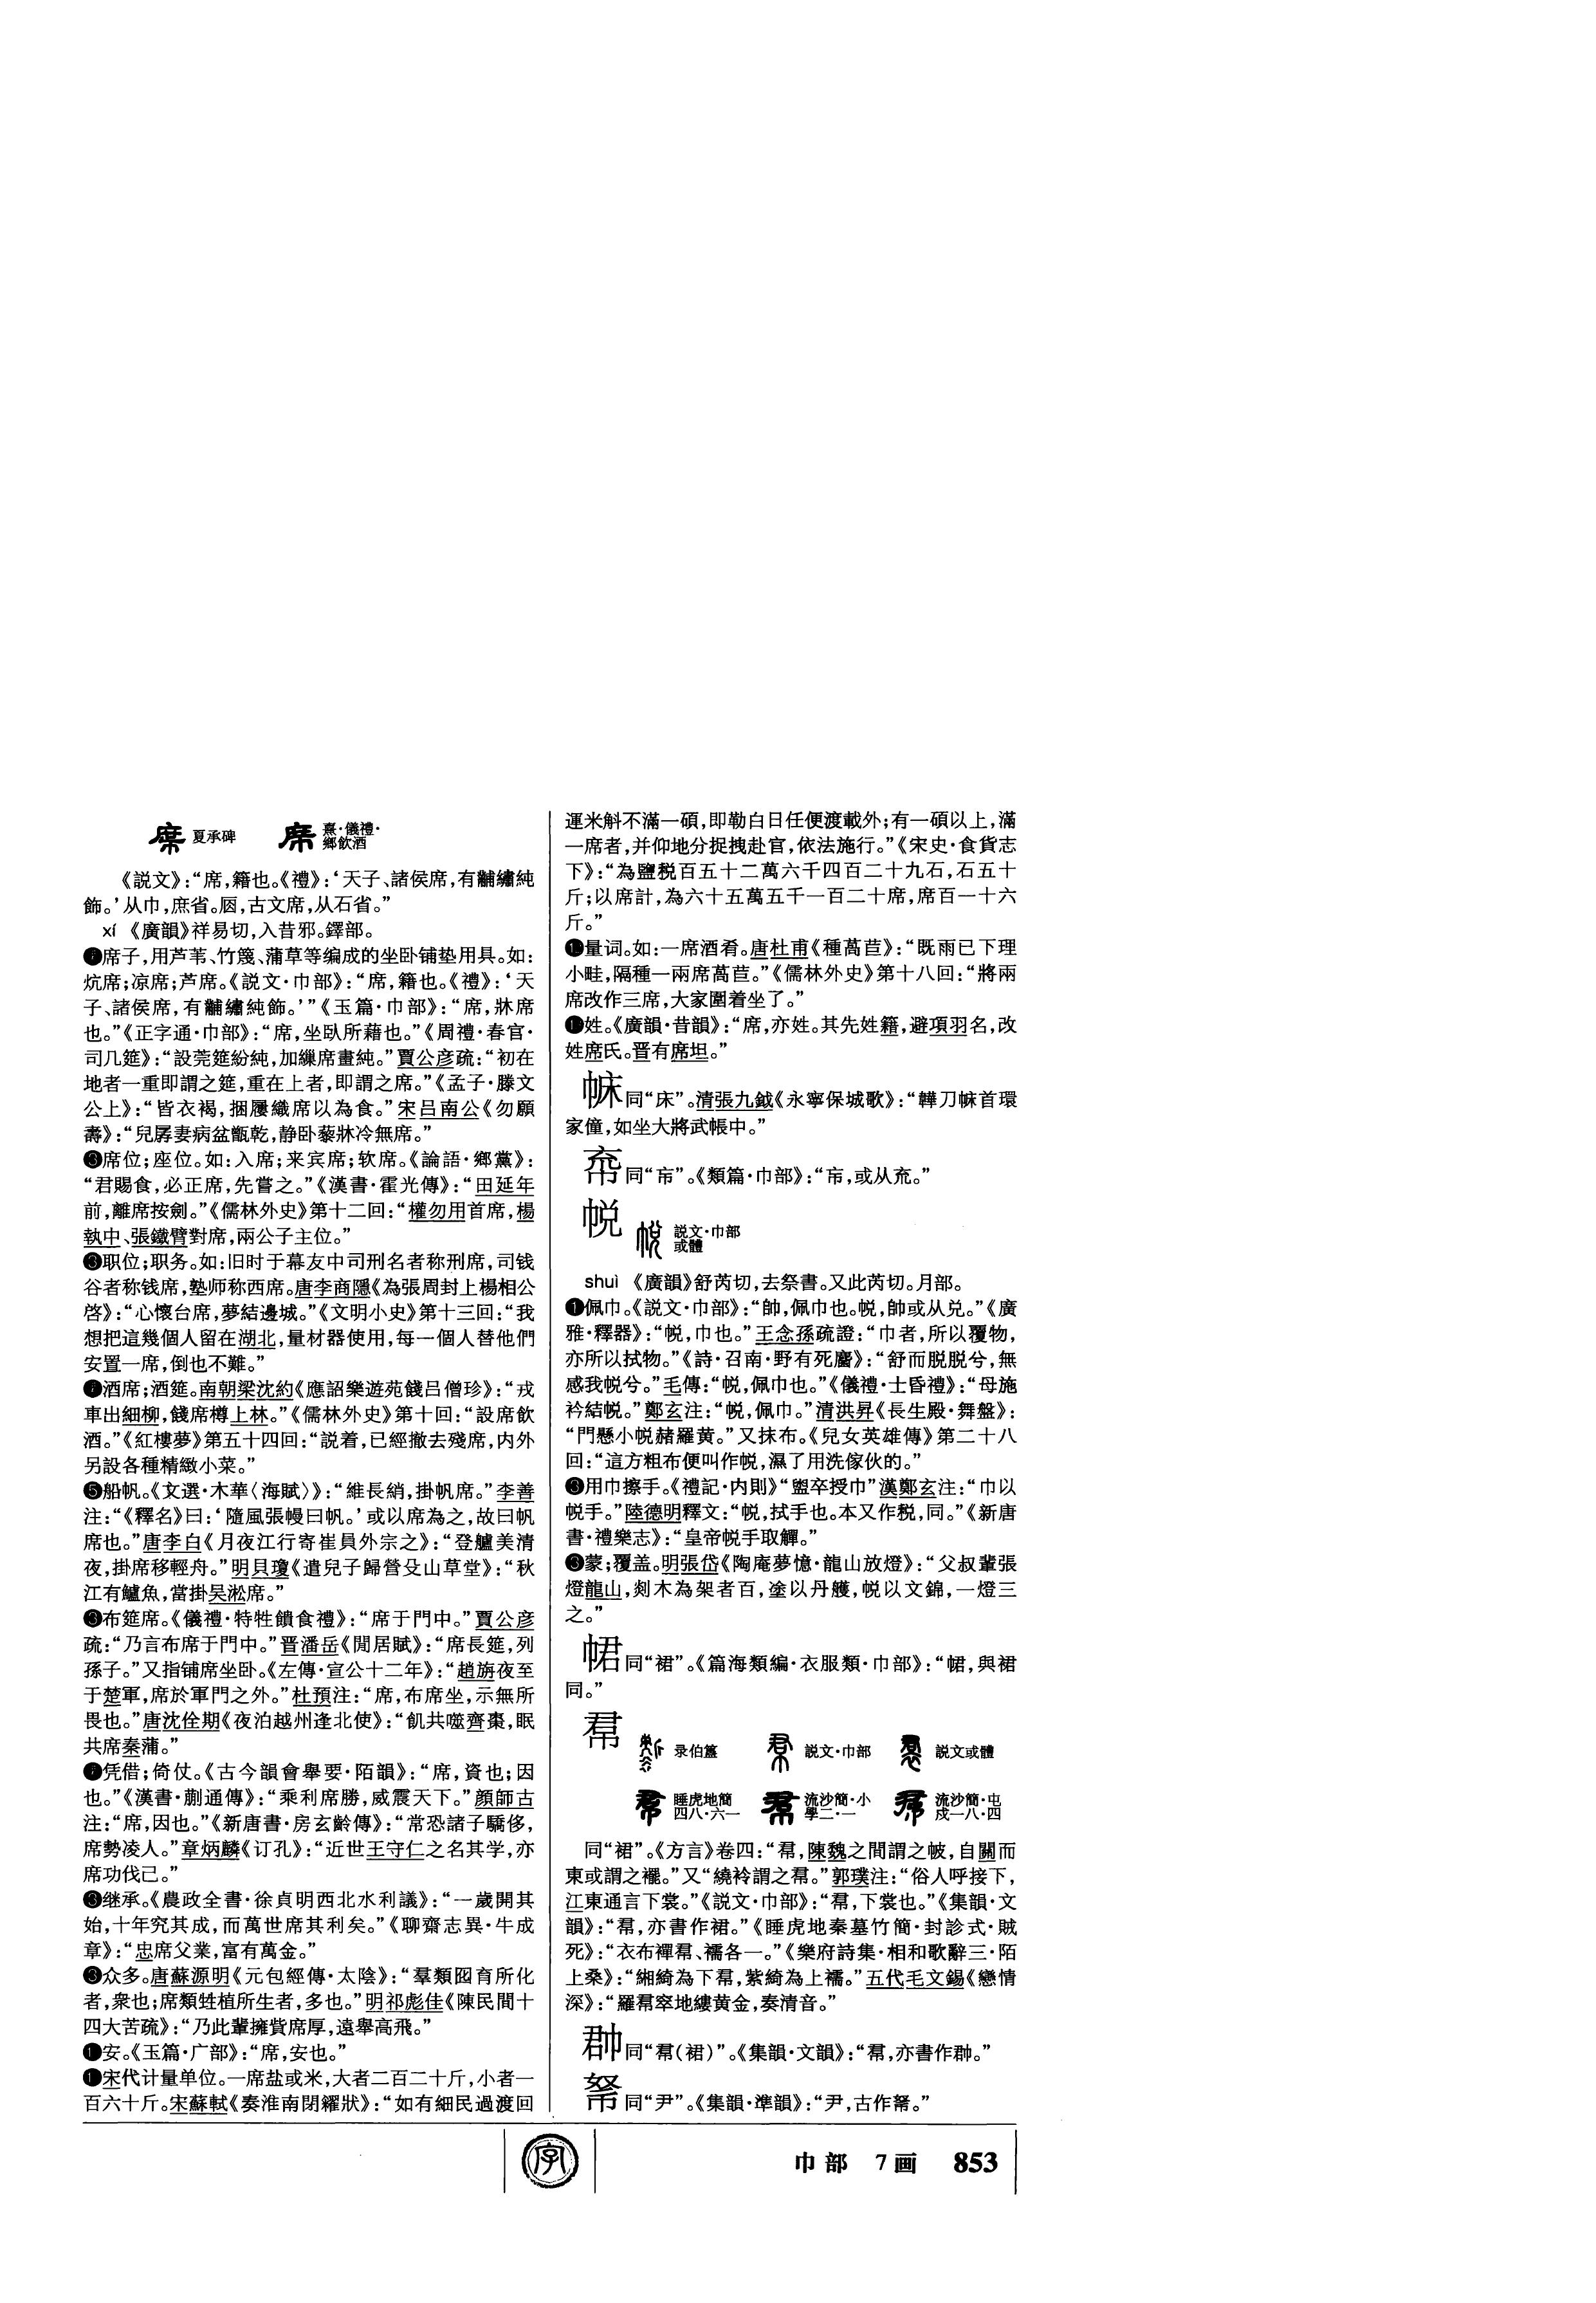 夏承碑 熹·儀禮·
鄉飲酒
《説文》:“席,籍也。《禮》:‘天子、諸侯席,有黼繡純
飾。’从巾,庶省。𠩉,古文席,从石省。”
xí 《廣韻》祥易切,入昔邪。鐸部。
席子,用芦苇、竹篾、蒲草等编成的坐卧铺垫用具。如:
炕席;凉席;芦席。《説文·巾部》:“席,籍也。《禮》:‘天
子、諸侯席,有黼繡純飾。’”《玉篇·巾部》:“席,牀席
也。”《正字通·巾部》:“席,坐臥所藉也。”《周禮·春官·
司几筵》:“設莞筵紛純,加繅席畫純。”賈公彦疏:“初在
地者一重即謂之筵,重在上者,即謂之席。”《孟子·滕文
公上》:“皆衣褐,捆屨織席以為食。”宋吕南公《勿願
壽》:“兒孱妻病盆甑乾,静卧藜牀冷無席。”
❸席位;座位。如:入席;来宾席;软席。《論語·鄉黨》:
“君賜食,必正席,先嘗之。”《漢書·霍光傳》:“田延年
前,離席按劍。”《儒林外史》第十二回:“權勿用首席,楊
執中、張鐵臂對席,兩公子主位。”
❸职位;职务。如:旧时于幕友中司刑名者称刑席,司钱
谷者称钱席,塾师称西席。唐李商隱《為張周封上楊相公
啓》:“心懷台席,夢結邊城。”《文明小史》第十三回:“我
想把這幾個人留在湖北,量材器使用,每一個人替他們
安置一席,倒也不難。”
酒席;酒筵。南朝梁沈約《應詔樂遊苑餞吕僧珍》:“戎
車出細柳,餞席樽上林。”《儒林外史》第十回:“設席飲
酒。”《紅樓夢》第五十四回:“説着,已經撤去殘席,内外
另設各種精緻小菜。”
❺船帆。《文選·木華〈海賦〉》:“維長綃,掛帆席。”李善
注:“《釋名》曰:‘隨風張幔曰帆。’或以席為之,故曰帆
席也。”唐李白《月夜江行寄崔員外宗之》:“登艫美清
夜,掛席移輕舟。”明貝瓊《遣兒子歸營殳山草堂》:“秋
江有鱸魚,當掛吴淞席。”
❸布筵席。《儀禮·特牲饋食禮》:“席于門中。”賈公彦
疏:“乃言布席于門中。”晋潘岳《閒居賦》:“席長筵,列
孫子。”又指铺席坐卧。《左傳·宣公十二年》:“趙旃夜至
于楚軍,席於軍門之外。”杜預注:“席,布席坐,示無所
畏也。”唐沈佺期《夜泊越州逢北使》:“飢共噬齊棗,眠
共席秦蒲。”
❼凭借;倚仗。《古今韻會舉要·陌韻》:“席,資也;因
也。”《漢書·蒯通傳》:“乘利席勝,威震天下。”顔師古
注:“席,因也。”《新唐書·房玄齡傳》:“常恐諸子驕侈,
席勢凌人。”章炳麟《订孔》:“近世王守仁之名其学,亦
席功伐己。”
❸继承。《農政全書·徐貞明西北水利議》:“一歲開其
始,十年究其成,而萬世席其利矣。”《聊齋志異·牛成
章》:“忠席父業,富有萬金。”
❸众多。唐蘇源明《元包經傳·太陰》:“羣類囮育所化
者,衆也;席類甡植所生者,多也。”明祁彪佳《陳民間十
四大苦疏》:“乃此輩擁貲席厚,遠舉高飛。”
❶安。《玉篇·广部》:“席,安也。”
❶宋代计量单位。一席盐或米,大者二百二十斤,小者一
百六十斤。宋蘇軾《奏淮南閉糴狀》:“如有細民過渡回
運米斛不滿一碩,即勒白日任便渡載外;有一碩以上,滿
一席者,并仰地分捉拽赴官,依法施行。”《宋史·食貨志
下》:“為鹽税百五十二萬六千四百二十九石,石五十
斤;以席計,為六十五萬五千一百二十席,席百一十六
斤。”
❶量词。如:一席酒肴。唐杜甫《種萵苣》:“既雨已下理
小畦,隔種一兩席萵苣。”《儒林外史》第十八回:“將兩
席改作三席,大家圍着坐了。”
❶姓。《廣韻·昔韻》:“席,亦姓。其先姓籍,避項羽名,改
姓席氏。晋有席坦。”
同“床”。清張九鉞《永寧保城歌》:“韡刀首環
家僮,如坐大將武帳中。”
同“㠵”。《類篇·巾部》:“㠵,或从㐬。”
帨 説文·巾部
或體
shuì 《廣韻》舒芮切,去祭書。又此芮切。月部。
❶佩巾。《説文·巾部》:“帥,佩巾也。帨,帥或从兑。”《廣
雅·釋器》:“帨,巾也。”王念孫疏證:“巾者,所以覆物,
亦所以拭物。”《詩·召南·野有死麕》:“舒而脱脱兮,無
感我帨兮。”毛傳:“帨,佩巾也。”《儀禮·士昏禮》:“母施
衿結帨。”鄭玄注:“帨,佩巾。”清洪昇《長生殿·舞盤》:
“門懸小帨赭羅黄。”又抹布。《兒女英雄傳》第二十八
回:“這方粗布便叫作帨,濕了用洗傢伙的。”
❸用巾擦手。《禮記·内則》“盥卒授巾”漢鄭玄注:“巾以
帨手。”陸德明釋文:“帨,拭手也。本又作税,同。”《新唐
書·禮樂志》:“皇帝帨手取觶。”
❸蒙;覆盖。明張岱《陶庵夢憶·龍山放燈》:“父叔輩張
燈龍山,剡木為架者百,塗以丹雘,帨以文錦,一燈三
之。”
帬同“裙”。《篇海類編·衣服類·巾部》:“,與裙
同。”
帬 录伯簋 説文·巾部 説文或體
睡虎地簡
四八·六一 流沙簡·小
學二·一 流沙簡·屯
戍一八·四
同“裙”。《方言》卷四:“帬,陳魏之間謂之帔,自關而
東或謂之襬。”又“繞衿謂之帬。”郭璞注:“俗人呼接下,
江東通言下裳。”《説文·巾部》:“帬,下裳也。”《集韻·文
韻》:“帬,亦書作裙。”《睡虎地秦墓竹簡·封診式·賊
死》:“衣布襌帬、襦各一。”《樂府詩集·相和歌辭三·陌
上桑》:“緗綺為下帬,紫綺為上襦。”五代毛文錫《戀情
深》:“羅帬窣地縷黄金,奏清音。”
同“帬(裙)”。《集韻·文韻》:“帬,亦書作。”
同“尹”。《集韻·準韻》:“尹,古作。”
字
巾部 7画 853